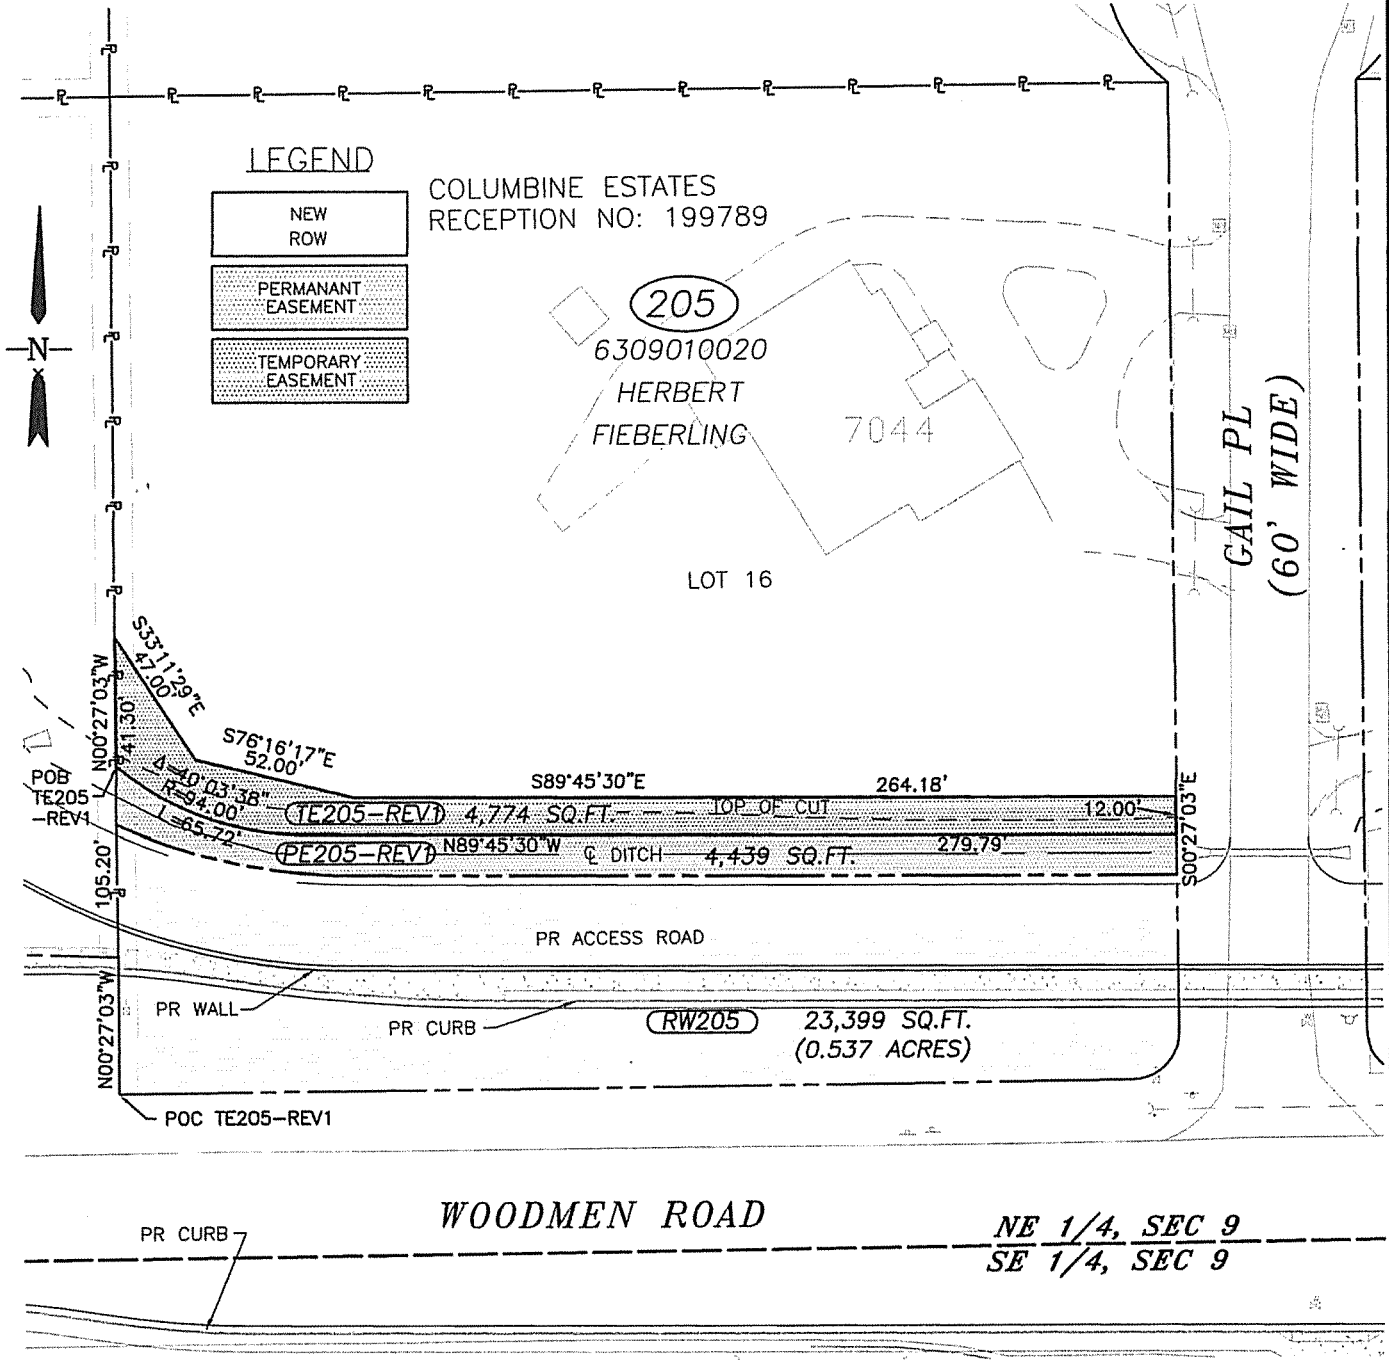 LEGEND
NEW
ROW
PERMANANT
EASEMENT
TEMPORARY
EASEMENT
COLUMBINE ESTATES
RECEPTION NO: 199789
205
6309010020
HERBERT
FIEBERLING
7044
LOT 16
GAIL PL
(60' WIDE)
N
S33°11'29"E
47.00'
N00°27'03"W
41.30'
S76°16'17"E
52.00'
S89°45'30"E
264.18'
POB
TE205
-REV1
Δ=40°03'38"
R=94.00'
L=65.72'
TE205-REV1 4,774 SQ.FT.
TOP OF CUT
12.00'
S00°27'03"E
PE205-REV1 N89°45'30"W
℄ DITCH
4,439 SQ.FT.
279.79'
105.20'
N00°27'03"W
PR ACCESS ROAD
PR WALL
PR CURB
RW205
23,399 SQ.FT.
(0.537 ACRES)
POC TE205-REV1
WOODMEN ROAD
NE 1/4, SEC 9
SE 1/4, SEC 9
PR CURB